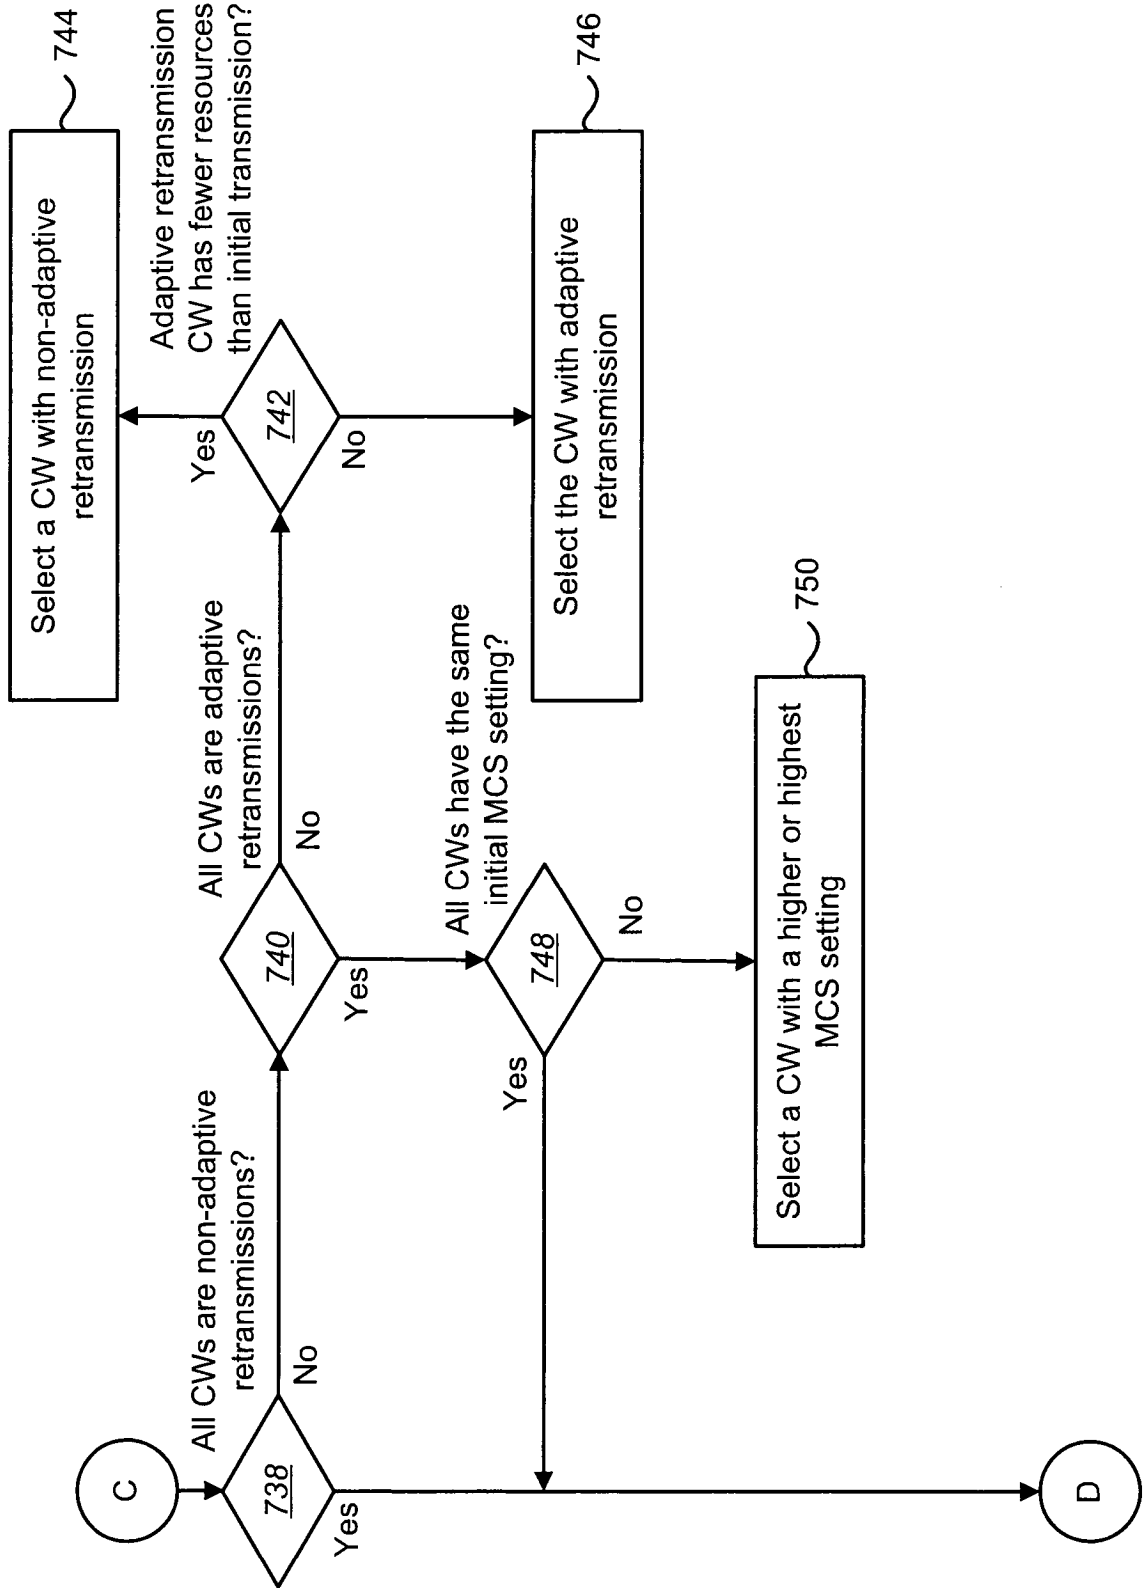 C
All CWs are non-adaptive
retransmissions?
738
No
Yes
All CWs are adaptive
retransmissions?
740
No
Yes
Adaptive retransmission
CW has fewer resources
than initial transmission?
742
Yes
No
Select a CW with non-adaptive
retransmission
744
Select the CW with adaptive
retransmission
746
All CWs have the same
initial MCS setting?
748
Yes
No
Select a CW with a higher or highest
MCS setting
750
D